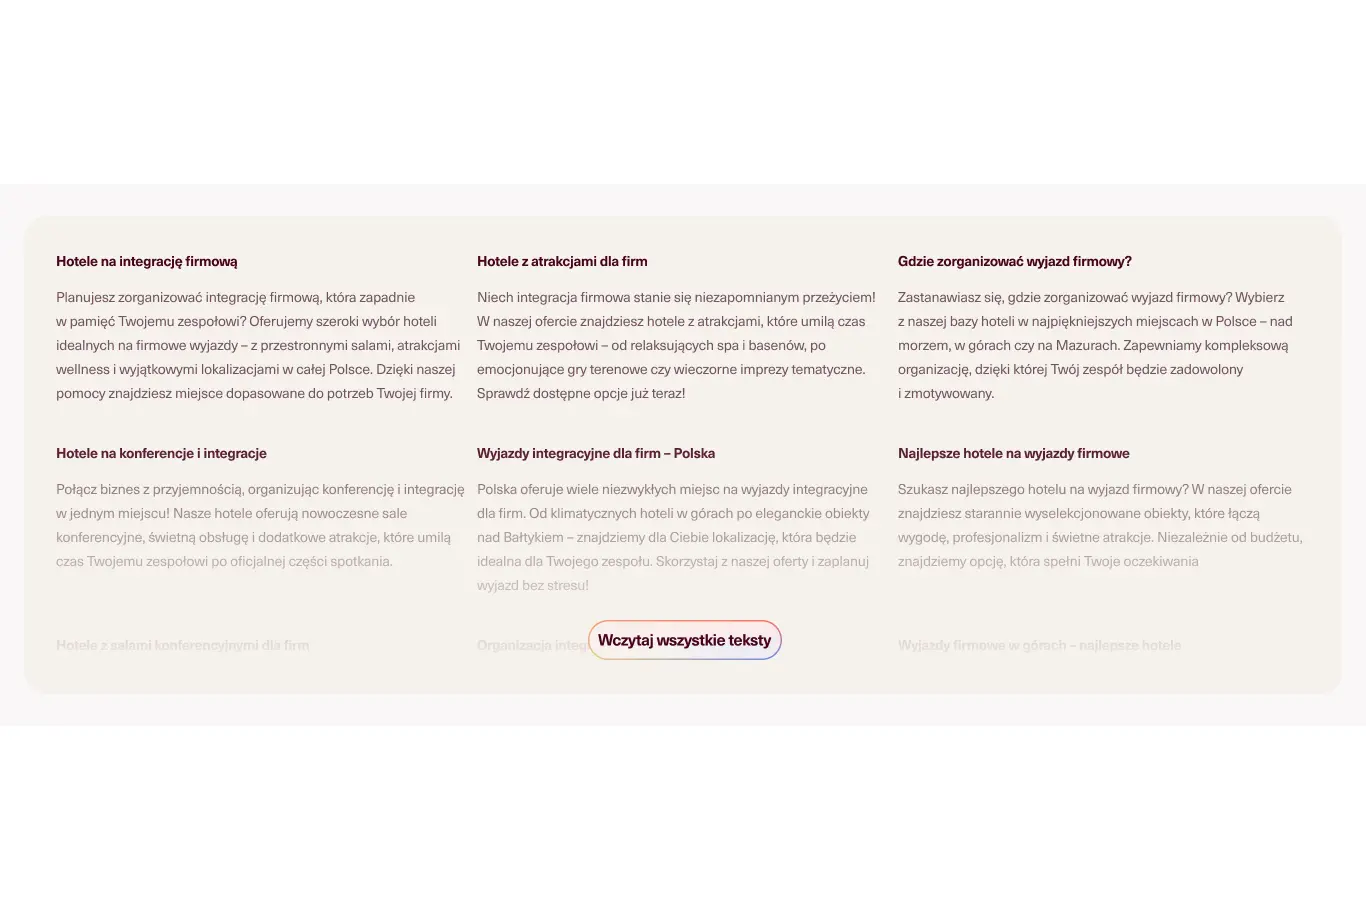 Hotele na integrację firmową
Planujesz zorganizować integrację firmową, która zapadnie
w pamięć Twojemu zespołowi? Oferujemy szeroki wybór hoteli
idealnych na firmowe wyjazdy – z przestronnymi salami, atrakcjami
wellness i wyjątkowymi lokalizacjami w całej Polsce. Dzięki naszej
pomocy znajdziesz miejsce dopasowane do potrzeb Twojej firmy.
Hotele z atrakcjami dla firm
Niech integracja firmowa stanie się niezapomnianym przeżyciem!
W naszej ofercie znajdziesz hotele z atrakcjami, które umilą czas
Twojemu zespołowi – od relaksujących spa i basenów, po
emocjonujące gry terenowe czy wieczorne imprezy tematyczne.
Sprawdź dostępne opcje już teraz!
Gdzie zorganizować wyjazd firmowy?
Zastanawiasz się, gdzie zorganizować wyjazd firmowy? Wybierz
z naszej bazy hoteli w najpiękniejszych miejscach w Polsce – nad
morzem, w górach czy na Mazurach. Zapewniamy kompleksową
organizację, dzięki której Twój zespół będzie zadowolony
i zmotywowany.
Hotele na konferencje i integracje
Połącz biznes z przyjemnością, organizując konferencję i integrację
w jednym miejscu! Nasze hotele oferują nowoczesne sale
konferencyjne, świetną obsługę i dodatkowe atrakcje, które umilą
czas Twojemu zespołowi po oficjalnej części spotkania.
Wyjazdy integracyjne dla firm – Polska
Polska oferuje wiele niezwykłych miejsc na wyjazdy integracyjne
dla firm. Od klimatycznych hoteli w górach po eleganckie obiekty
nad Bałtykiem – znajdziemy dla Ciebie lokalizację, która będzie
idealna dla Twojego zespołu. Skorzystaj z naszej oferty i zaplanuj
wyjazd bez stresu!
Najlepsze hotele na wyjazdy firmowe
Szukasz najlepszego hotelu na wyjazd firmowy? W naszej ofercie
znajdziesz starannie wyselekcjonowane obiekty, które łączą
wygodę, profesjonalizm i świetne atrakcje. Niezależnie od budżetu,
znajdziemy opcję, która spełni Twoje oczekiwania
Hotele z salami konferencyjnymi dla firm
Organizacja
Wczytaj wszystkie teksty
Wyjazdy firmowe w górach – najlepsze hotele